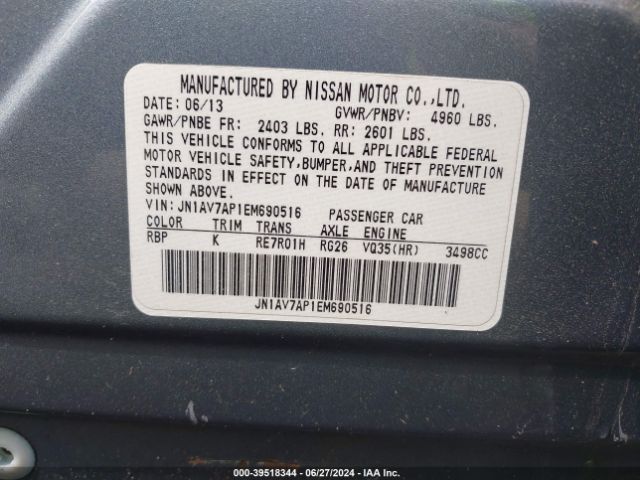 MANUFACTURED BY NISSAN MOTOR CO.,LTD.
DATE: 06/13 GVWR/PNBV: 4960 LBS.
GAWR/PNBE FR: 2403 LBS. RR: 2601 LBS.
THIS VEHICLE CONFORMS TO ALL APPLICABLE FEDERAL
MOTOR VEHICLE SAFETY,BUMPER,AND THEFT PREVENTION
STANDARDS IN EFFECT ON THE DATE OF MANUFACTURE
SHOWN ABOVE.
VIN: JN1AV7AP1EM690516 PASSENGER CAR
COLOR TRIM TRANS AXLE ENGINE
RBP K RE7R01H RG26 VQ35(HR) 3498CC
JN1AV7AP1EM690516
000-39518344 - 06/27/2024 - IAA Inc.